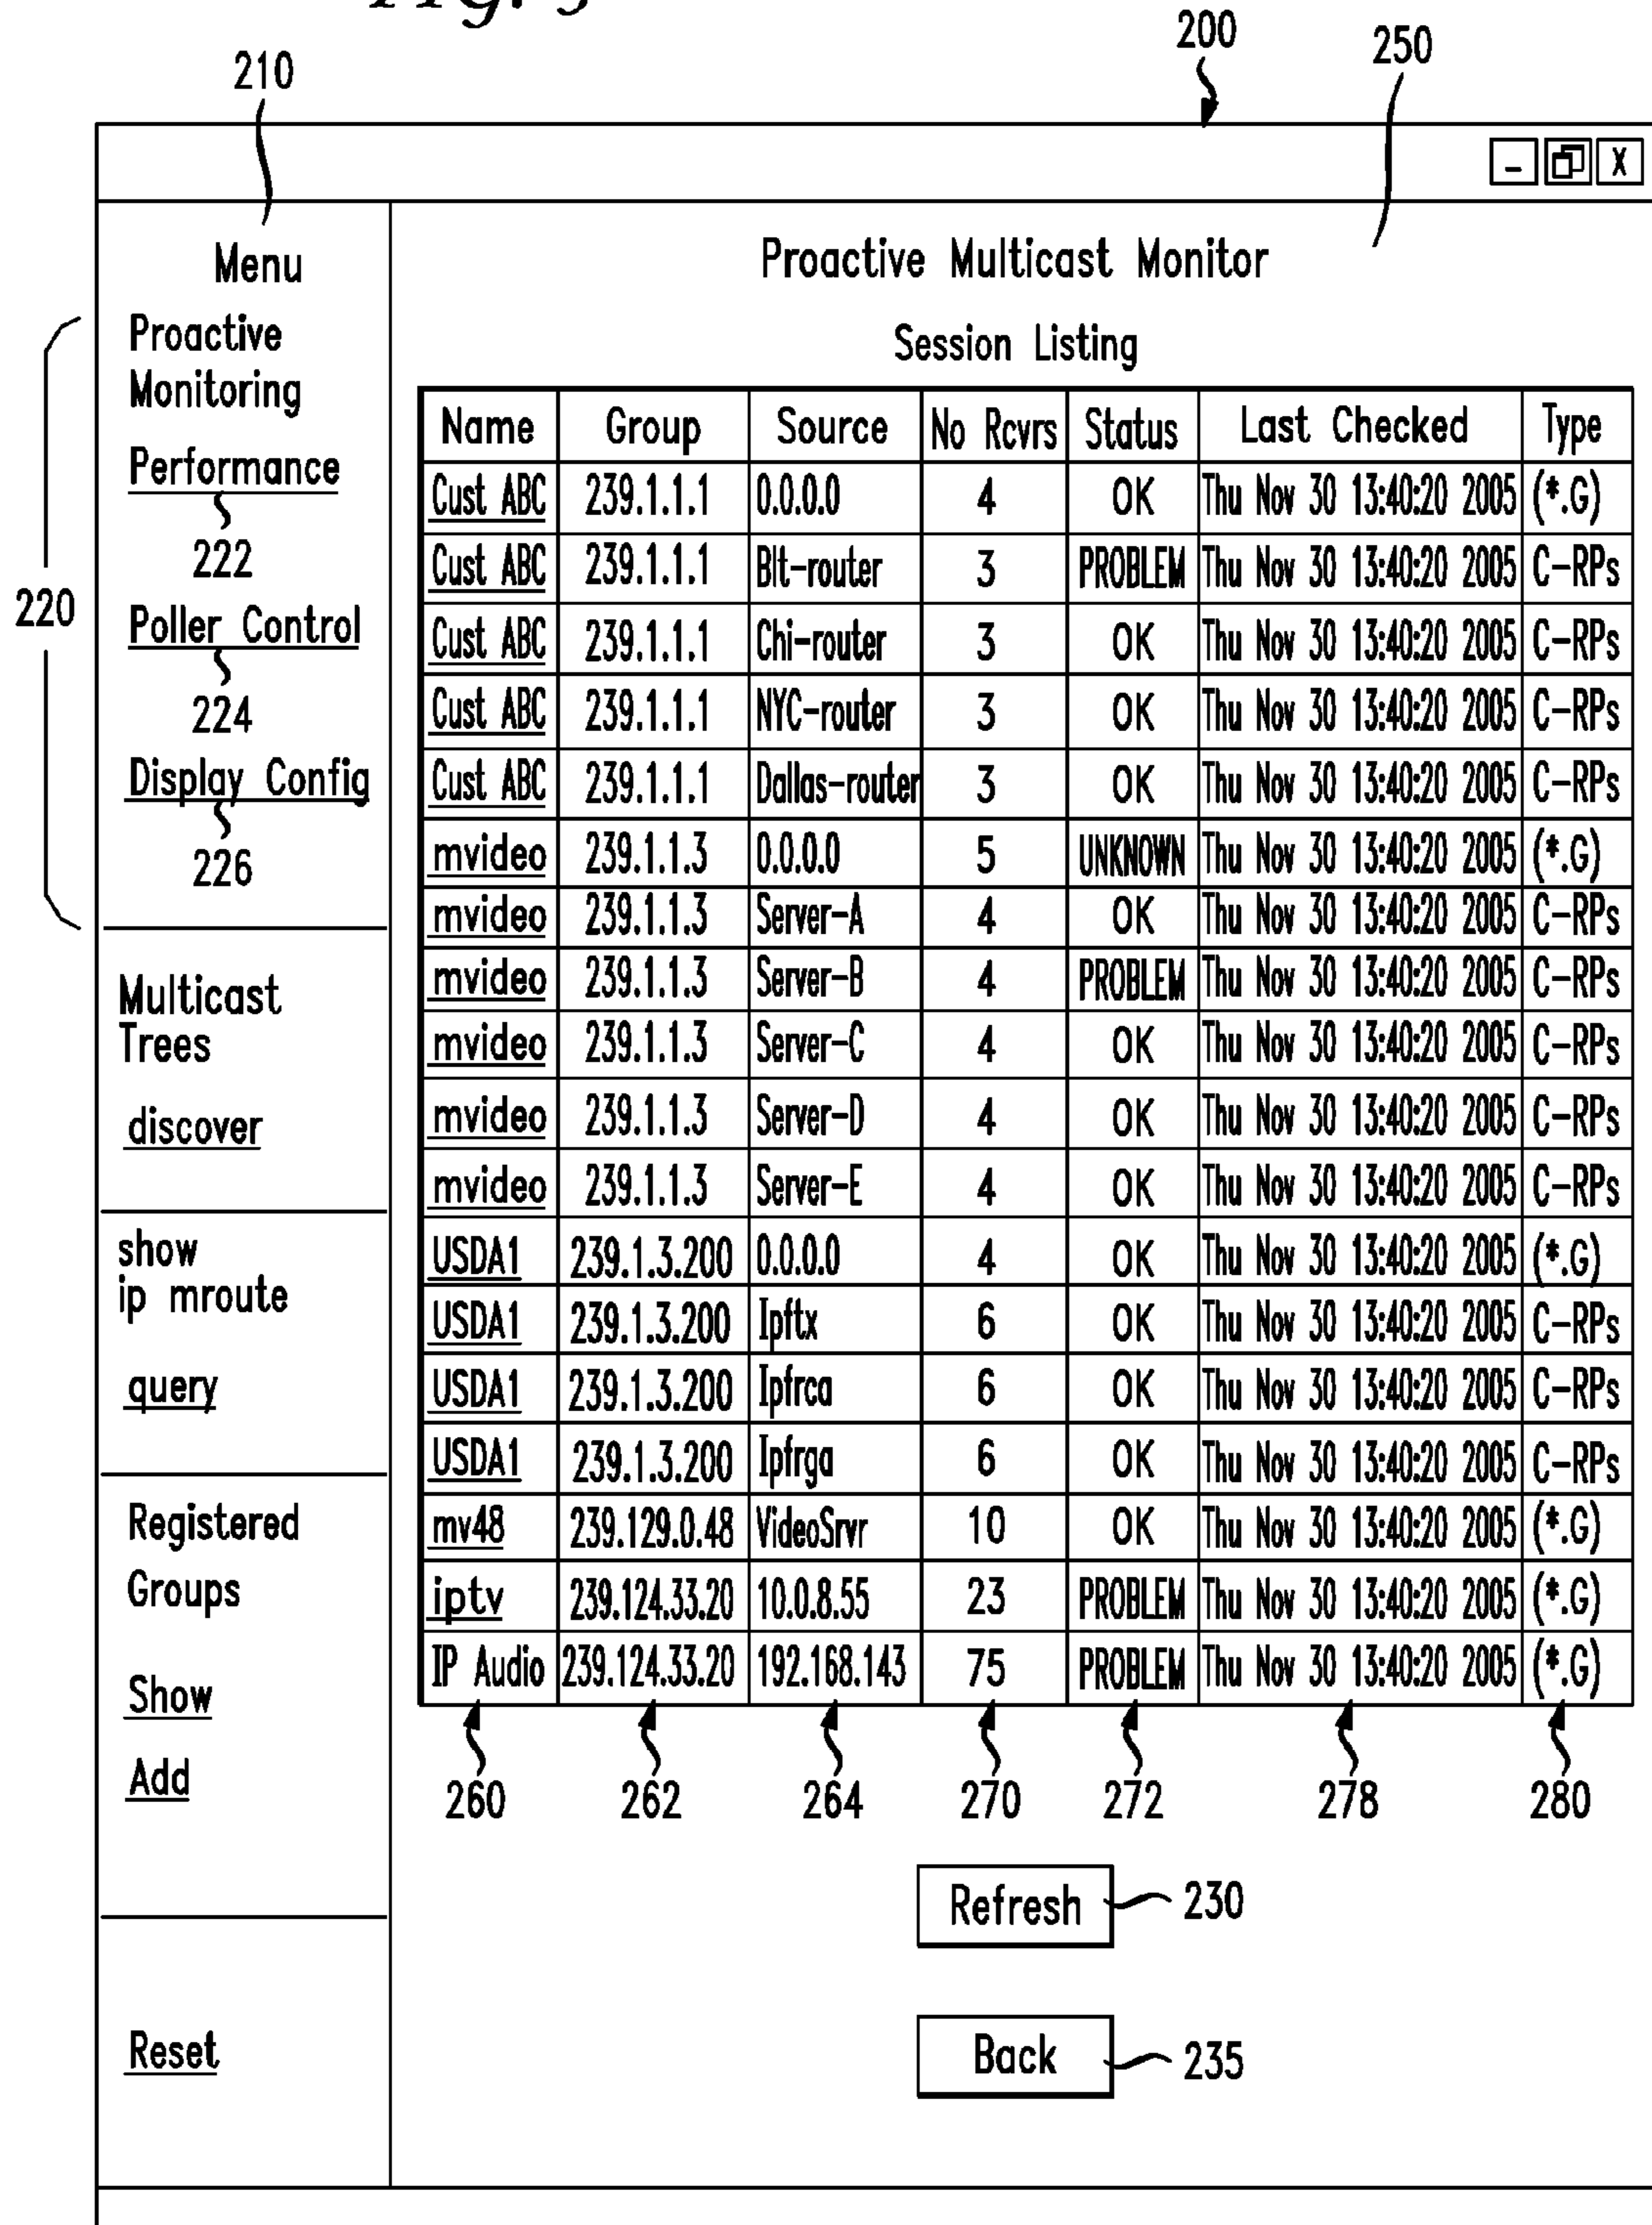 200
250
210
X
Menu
Proactive
Monitoring
Performance
222
220
Poller Control
224
Display Config
226
Multicast
Trees
discover
show
ip mroute
query
Registered
Groups
Show
Add
Reset
Proactive Multicast Monitor
Session Listing
Name Group Source No Rcvrs Status Last Checked Type
Cust ABC 239.1.1.1 0.0.0.0 4 OK Thu Nov 30 13:40:20 2005 (*.G)
Cust ABC 239.1.1.1 Blt-router 3 PROBLEM Thu Nov 30 13:40:20 2005 C-RPs
Cust ABC 239.1.1.1 Chi-router 3 OK Thu Nov 30 13:40:20 2005 C-RPs
Cust ABC 239.1.1.1 NYC-router 3 OK Thu Nov 30 13:40:20 2005 C-RPs
Cust ABC 239.1.1.1 Dallas-router 3 OK Thu Nov 30 13:40:20 2005 C-RPs
mvideo 239.1.1.3 0.0.0.0 5 UNKNOWN Thu Nov 30 13:40:20 2005 (*.G)
mvideo 239.1.1.3 Server-A 4 OK Thu Nov 30 13:40:20 2005 C-RPs
mvideo 239.1.1.3 Server-B 4 PROBLEM Thu Nov 30 13:40:20 2005 C-RPs
mvideo 239.1.1.3 Server-C 4 OK Thu Nov 30 13:40:20 2005 C-RPs
mvideo 239.1.1.3 Server-D 4 OK Thu Nov 30 13:40:20 2005 C-RPs
mvideo 239.1.1.3 Server-E 4 OK Thu Nov 30 13:40:20 2005 C-RPs
USDA1 239.1.3.200 0.0.0.0 4 OK Thu Nov 30 13:40:20 2005 (*.G)
USDA1 239.1.3.200 Ipftx 6 OK Thu Nov 30 13:40:20 2005 C-RPs
USDA1 239.1.3.200 Ipfrca 6 OK Thu Nov 30 13:40:20 2005 C-RPs
USDA1 239.1.3.200 Ipfrga 6 OK Thu Nov 30 13:40:20 2005 C-RPs
mv48 239.129.0.48 VideoSrvr 10 OK Thu Nov 30 13:40:20 2005 (*.G)
iptv 239.124.33.20 10.0.8.55 23 PROBLEM Thu Nov 30 13:40:20 2005 (*.G)
IP Audio 239.124.33.20 192.168.143 75 PROBLEM Thu Nov 30 13:40:20 2005 (*.G)
260 262 264 270 272 278 280
Refresh 230
Back 235